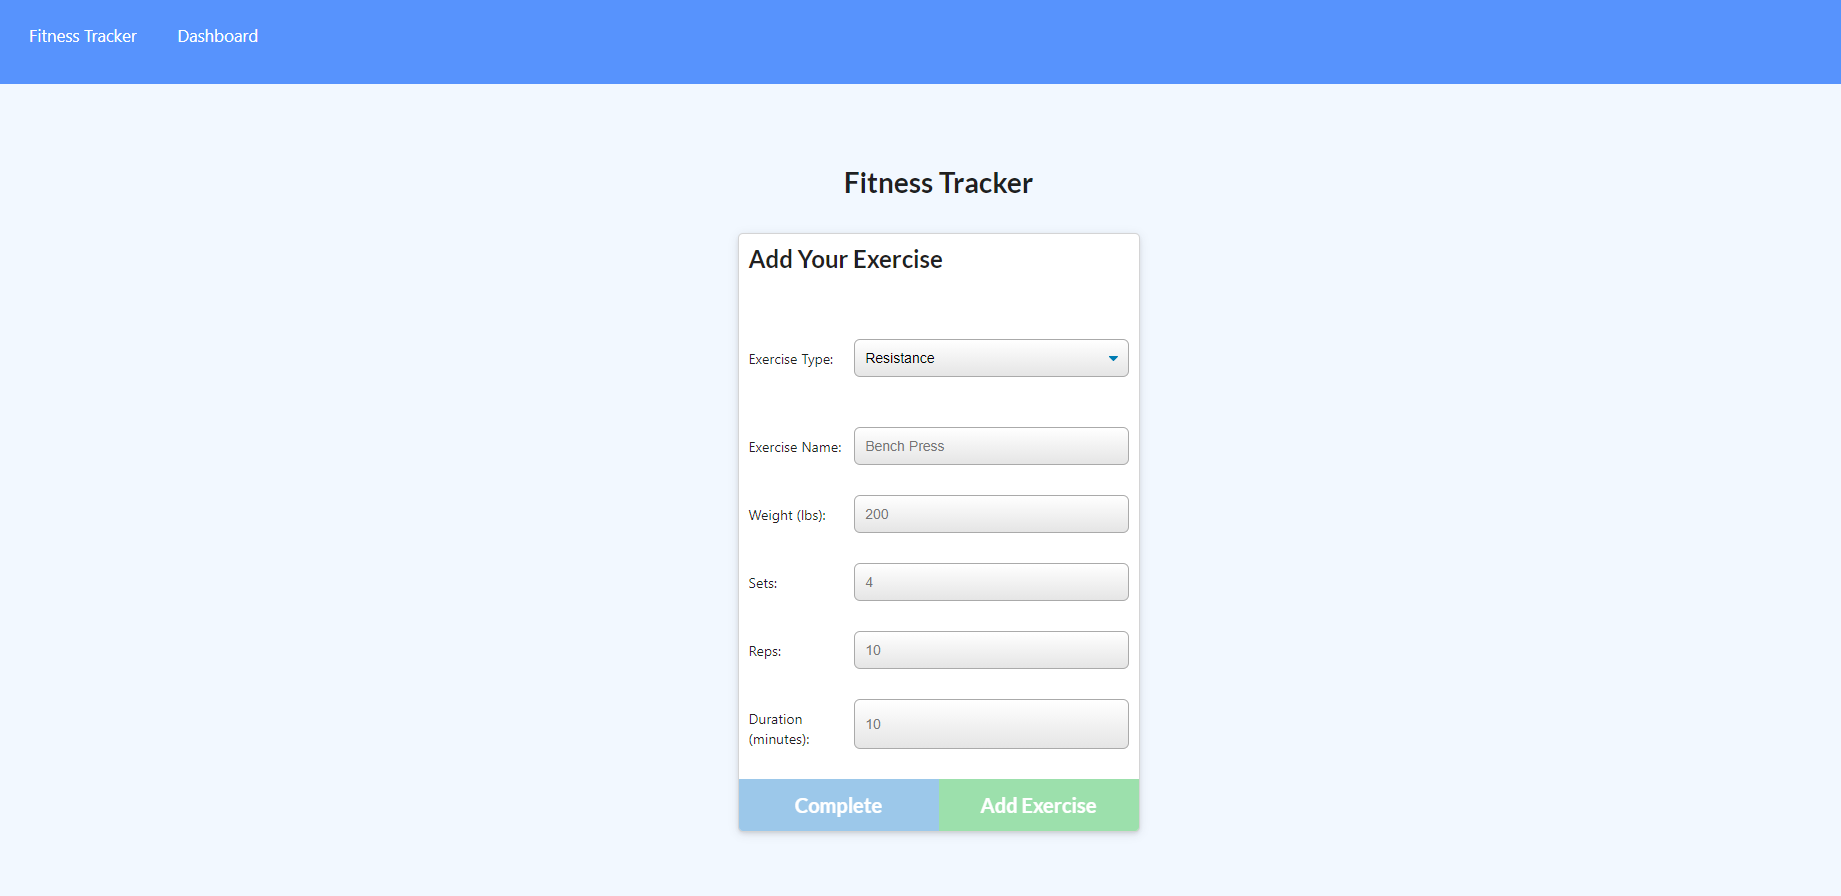 Fitness Tracker Dashboard
Fitness Tracker
Add Your Exercise
Exercise Type: Resistance
Exercise Name: Bench Press
Weight (lbs): 200
Sets: 4
Reps: 10
Duration
(minutes): 10
Complete Add Exercise